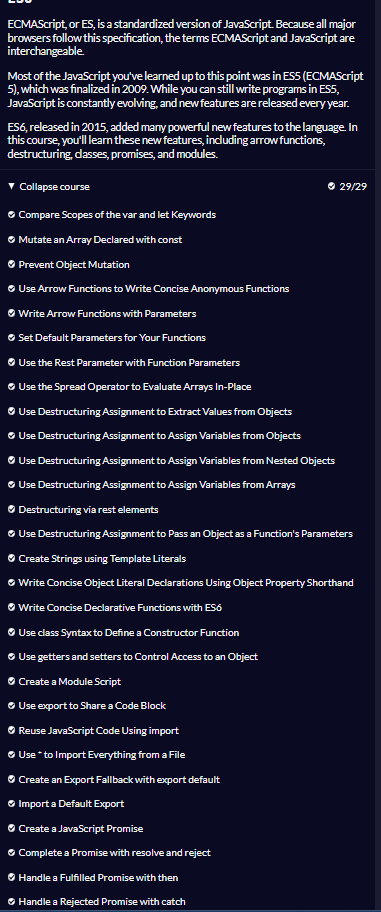 ES6
ECMAScript, or ES, is a standardized version of JavaScript. Because all major
browsers follow this specification, the terms ECMAScript and JavaScript are
interchangeable.
Most of the JavaScript you've learned up to this point was in ES5 (ECMAScript
5), which was finalized in 2009. While you can still write programs in ES5,
JavaScript is constantly evolving, and new features are released every year.
ES6, released in 2015, added many powerful new features to the language. In
this course, you'll learn these new features, including arrow functions,
destructuring, classes, promises, and modules.
Collapse course 29/29
Compare Scopes of the var and let Keywords
Mutate an Array Declared with const
Prevent Object Mutation
Use Arrow Functions to Write Concise Anonymous Functions
Write Arrow Functions with Parameters
Set Default Parameters for Your Functions
Use the Rest Parameter with Function Parameters
Use the Spread Operator to Evaluate Arrays In-Place
Use Destructuring Assignment to Extract Values from Objects
Use Destructuring Assignment to Assign Variables from Objects
Use Destructuring Assignment to Assign Variables from Nested Objects
Use Destructuring Assignment to Assign Variables from Arrays
Destructuring via rest elements
Use Destructuring Assignment to Pass an Object as a Function's Parameters
Create Strings using Template Literals
Write Concise Object Literal Declarations Using Object Property Shorthand
Write Concise Declarative Functions with ES6
Use class Syntax to Define a Constructor Function
Use getters and setters to Control Access to an Object
Create a Module Script
Use export to Share a Code Block
Reuse JavaScript Code Using import
Use * to Import Everything from a File
Create an Export Fallback with export default
Import a Default Export
Create a JavaScript Promise
Complete a Promise with resolve and reject
Handle a Fulfilled Promise with then
Handle a Rejected Promise with catch